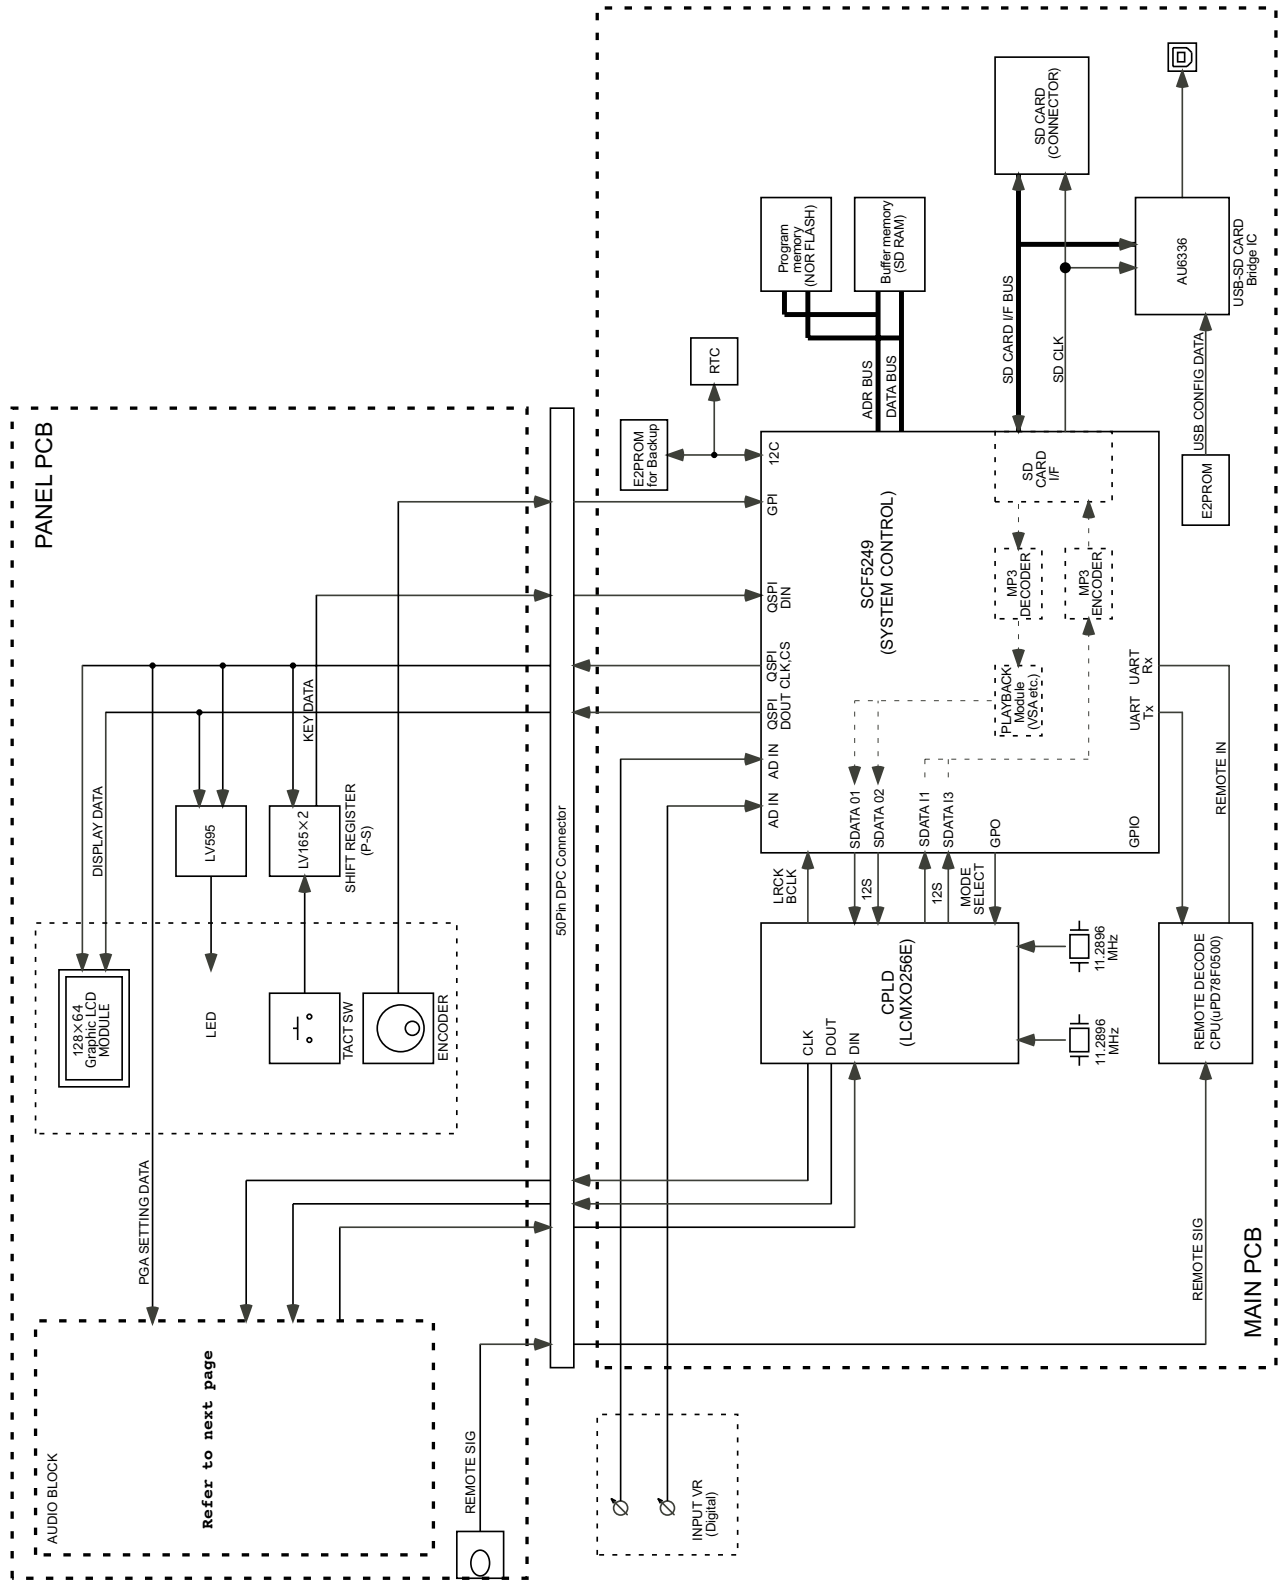 PANEL PCB
128×64
Graphic LCD
MODULE
DISPLAY DATA
LED
LV595
TACT SW
LV165×2
SHIFT REGISTER
(P-S)
KEY DATA
ENCODER
PGA SETTING DATA
AUDIO BLOCK
Refer to next page
REMOTE SIG
50Pin DPC Connector
INPUT VR
(Digital)
MAIN PCB
E2PROM
for Backup
RTC
Program
memory
(NOR FLASH)
Buffer memory
(SD RAM)
ADR BUS
DATA BUS
SD CARD
(CONNECTOR)
SD CARD I/F BUS
SD CLK
AU6336
USB-SD CARD
Bridge IC
USB CONFIG DATA
E2PROM
SCF5249
(SYSTEM CONTROL)
AD IN
AD IN
QSPI
DOUT
QSPI
CLK,CS
QSPI
DIN
GPI
12C
SD
CARD
I/F
MP3
DECODER
MP3
ENCODER
PLAYBACK
Module
(VSA etc.)
SDATA 01
SDATA 02
SDATA I1
SDATA I3
GPO
GPIO
UART
Tx
UART
Rx
LRCK
BCLK
12S
12S
MODE
SELECT
REMOTE IN
CPLD
(LCMXO256E)
CLK
DOUT
DIN
11.2896
MHz
11.2896
MHz
REMOTE DECODE
CPU(uPD78F0500)
REMOTE SIG